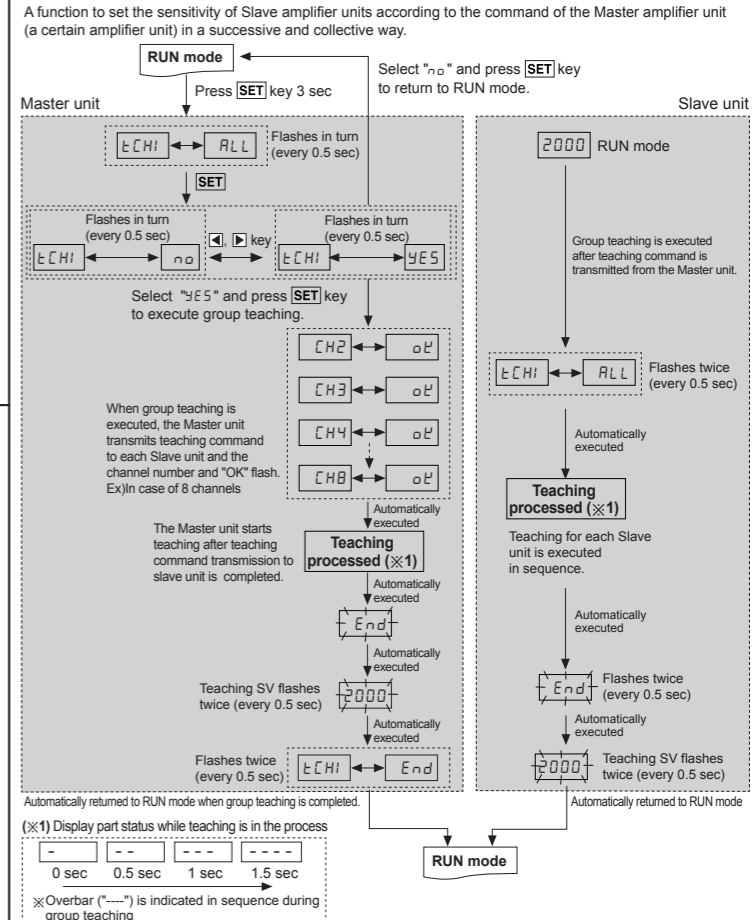 A function to set the sensitivity of Slave amplifier units according to the command of the Master amplifier unit
(a certain amplifier unit) in a successive and collective way.
RUN mode
Select "no" and press SET key
to return to RUN mode.
Press SET key 3 sec
Master unit
Slave unit
tCH1
ALL
Flashes in turn
(every 0.5 sec)
SET
Flashes in turn
(every 0.5 sec)
tCH1
no
◀, ▶ key
Flashes in turn
(every 0.5 sec)
tCH1
YES
Select "YES" and press SET key
to execute group teaching.
CH2
oK
CH3
oK
CH4
oK
CH8
oK
When group teaching is
executed, the Master unit
transmits teaching command
to each Slave unit and the
channel number and "OK" flash.
Ex)In case of 8 channels
Automatically
executed
The Master unit starts
teaching after teaching
command transmission to
slave unit is completed.
Teaching
processed (※1)
Automatically
executed
End
Automatically
executed
Teaching SV flashes
twice (every 0.5 sec)
2000
Automatically
executed
Flashes twice
(every 0.5 sec)
tCH1
End
Automatically returned to RUN mode when group teaching is completed.
2000
RUN mode
Group teaching is executed
after teaching command is
transmitted from the Master unit.
tCH1
ALL
Flashes twice
(every 0.5 sec)
Automatically
executed
Teaching
processed (※1)
Teaching for each Slave
unit is executed
in sequence.
Automatically
executed
End
Flashes twice
(every 0.5 sec)
Automatically
executed
2000
Teaching SV flashes
twice (every 0.5 sec)
Automatically returned to RUN mode
RUN mode
(※1) Display part status while teaching is in the process
-
- -
- - -
- - - -
0 sec
0.5 sec
1 sec
1.5 sec
※Overbar ("----") is indicated in sequence during
group teaching